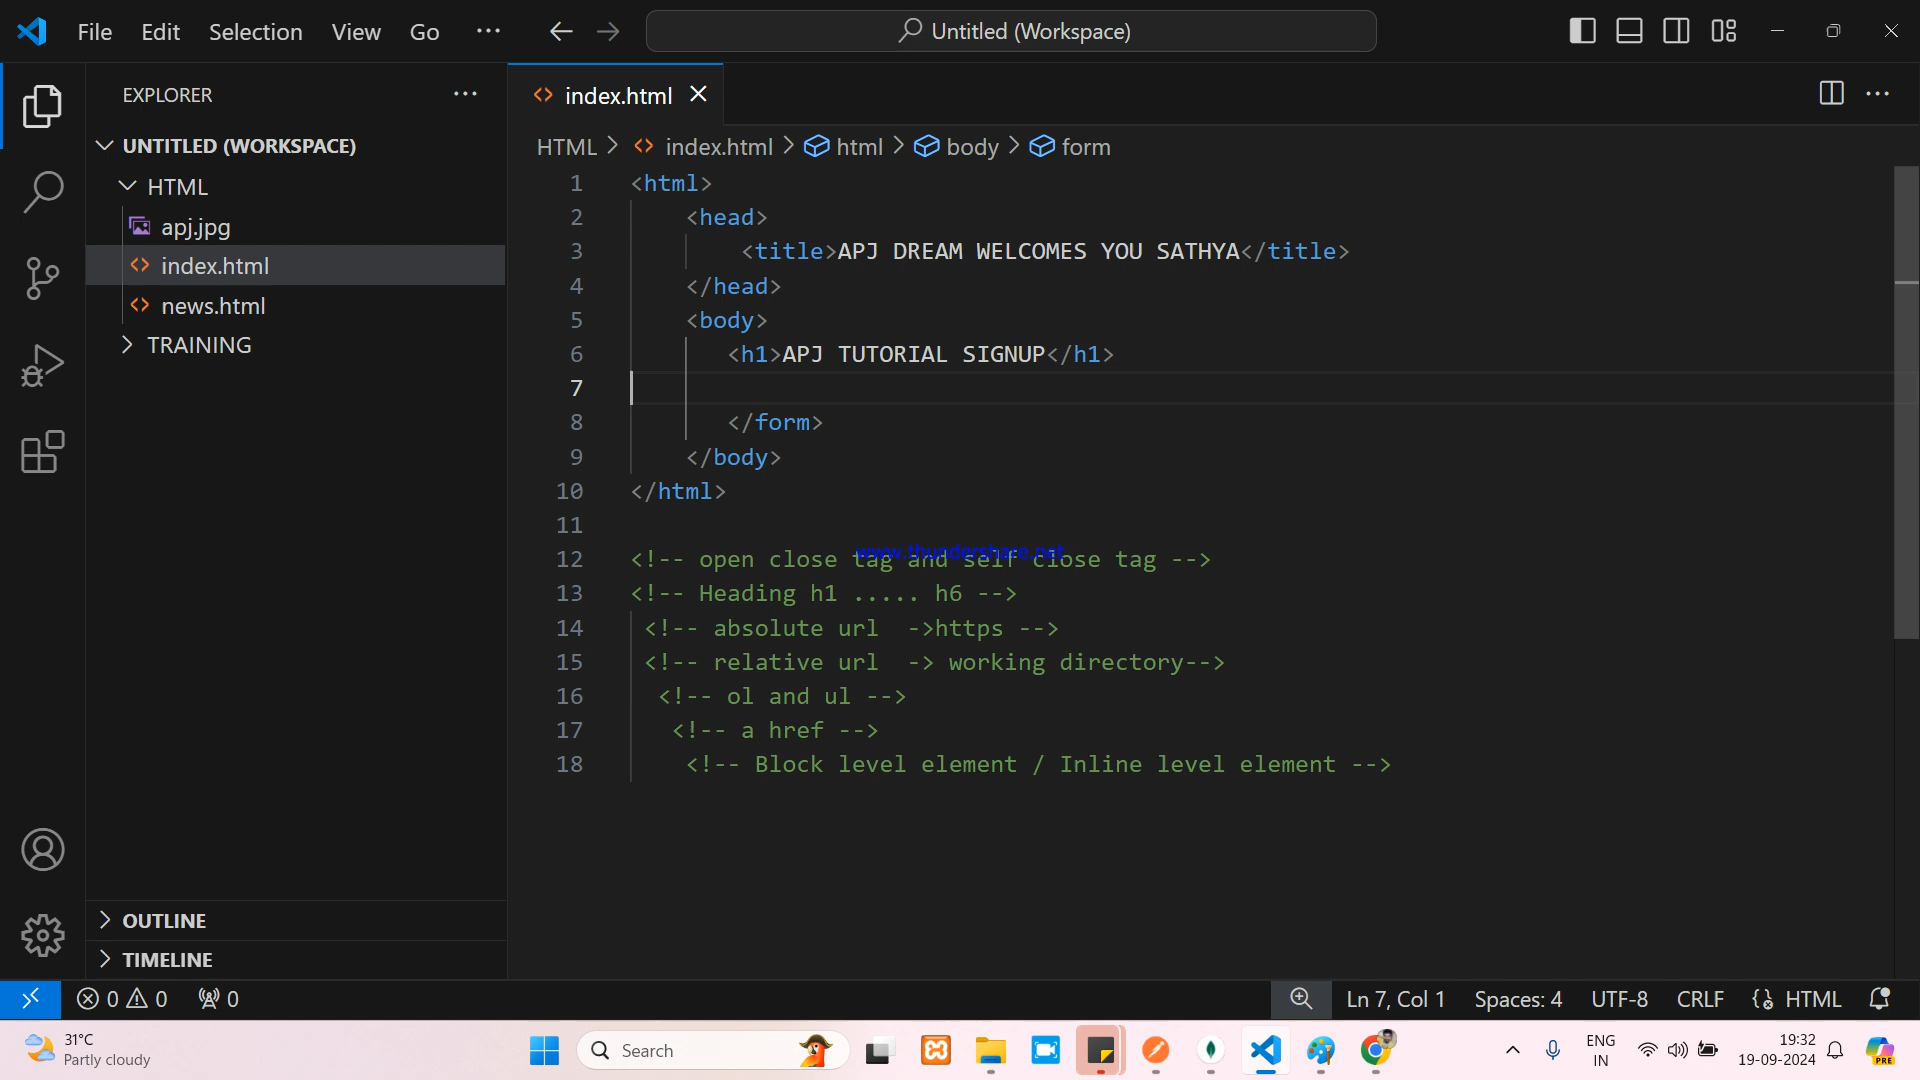 File Edit Selection View Go ··· Untitled (Workspace)
EXPLORER ···
index.html
UNTITLED (WORKSPACE)
HTML
apj.jpg
index.html
news.html
TRAINING
HTML > index.html > html > body > form
1 <html>
2 <head>
3 <title>APJ DREAM WELCOMES YOU SATHYA</title>
4 </head>
5 <body>
6 <h1>APJ TUTORIAL SIGNUP</h1>
7
8 </form>
9 </body>
10 </html>
11
www.thundershare.net
12 <!-- open close tag and self close tag -->
13 <!-- Heading h1 ..... h6 -->
14 <!-- absolute url ->https -->
15 <!-- relative url -> working directory-->
16 <!-- ol and ul -->
17 <!-- a href -->
18 <!-- Block level element / Inline level element -->
OUTLINE
TIMELINE
0 0 0 Ln 7, Col 1 Spaces: 4 UTF-8 CRLF HTML
31°C
Partly cloudy
Search
ENG
IN
19:32
19-09-2024
PRE